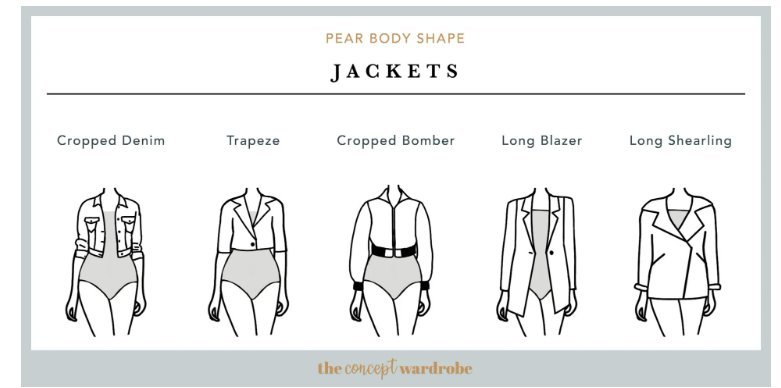 PEAR BODY SHAPE
JACKETS
Cropped Denim Trapeze Cropped Bomber Long Blazer Long Shearling
the concept wardrobe